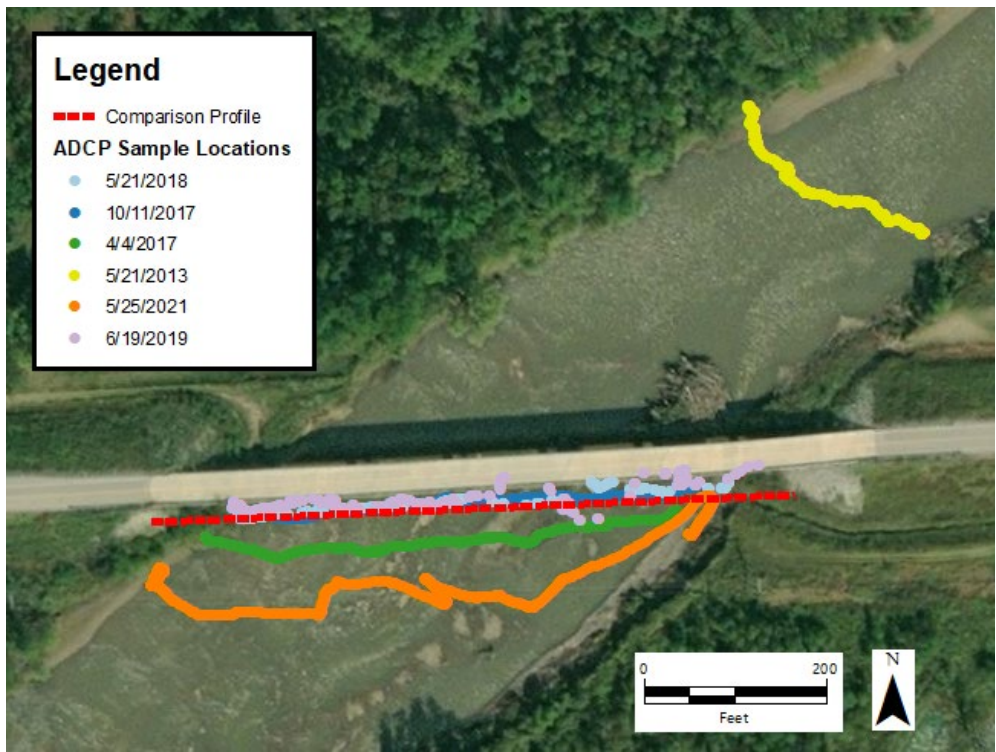 Legend
Comparison Profile
ADCP Sample Locations
5/21/2018
10/11/2017
4/4/2017
5/21/2013
5/25/2021
6/19/2019
0 200
Feet
N